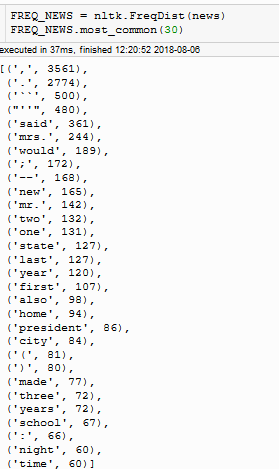 FREQ_NEWS = nltk.FreqDist(news)
FREQ_NEWS.most_common(30)
executed in 37ms, finished 12:20:52 2018-08-06
[(',', 3561),
('.', 2774),
('``', 500),
("''", 480),
('said', 361),
('mrs.', 244),
('would', 189),
(';', 172),
('--', 168),
('new', 165),
('mr.', 142),
('two', 132),
('one', 131),
('state', 127),
('last', 127),
('year', 120),
('first', 107),
('also', 98),
('home', 94),
('president', 86),
('city', 84),
('(', 81),
(')', 80),
('made', 77),
('three', 72),
('years', 72),
('school', 67),
(':', 66),
('night', 60),
('time', 60)]